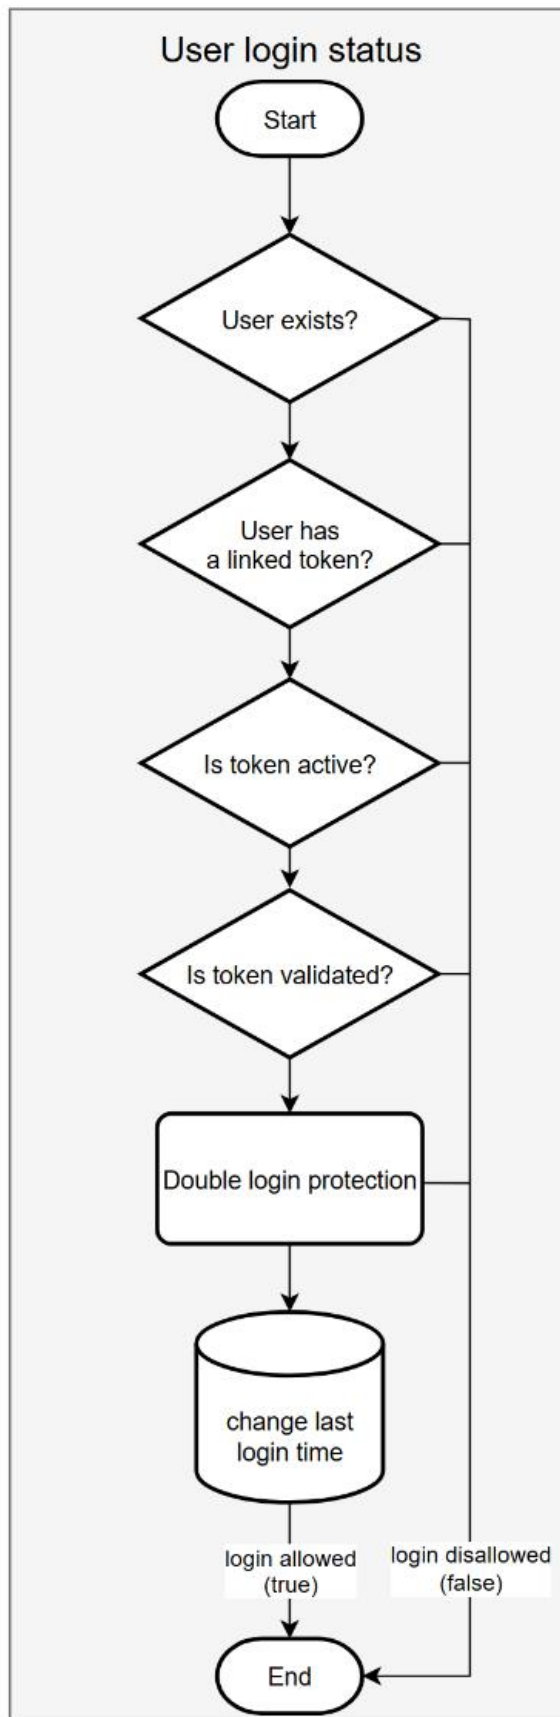 User login status
Start
User exists?
User has
a linked token?
Is token active?
Is token validated?
Double login protection
change last
login time
login allowed
(true)
login disallowed
(false)
End